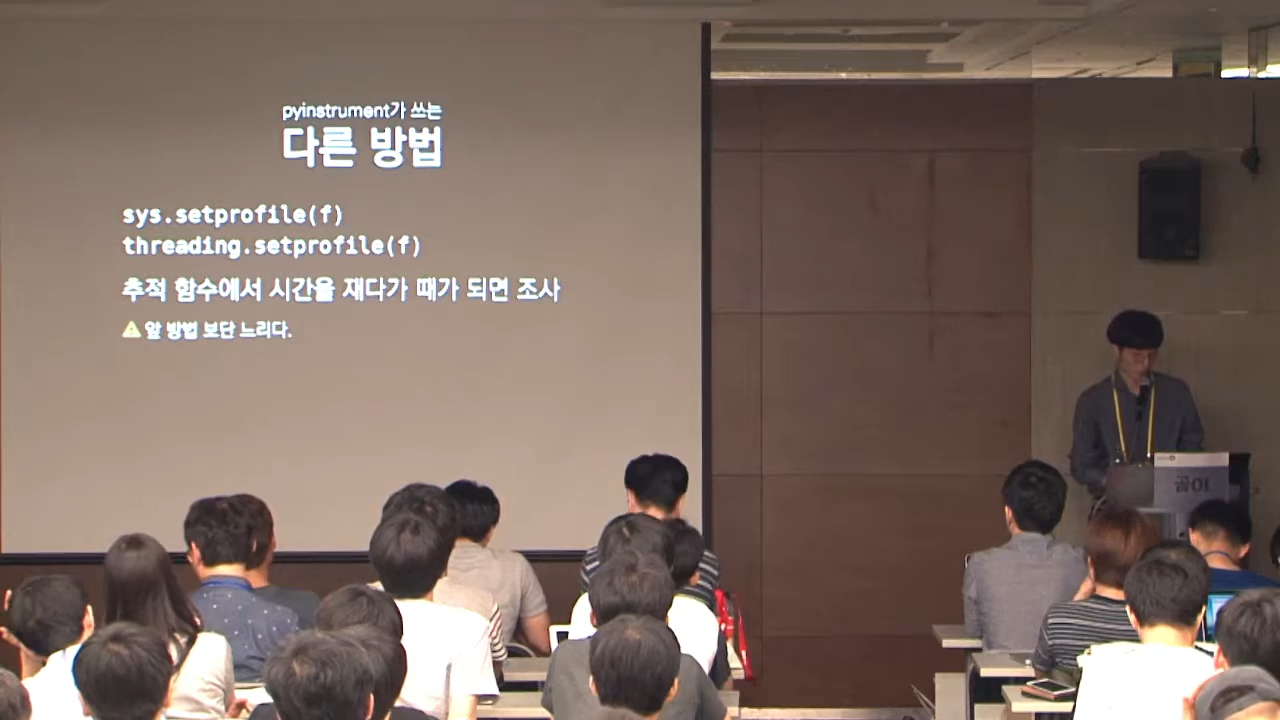 pyinstrument가 쓰는
다른 방법
sys.setprofile(f)
threading.setprofile(f)
추적 함수에서 시간을 재다가 때가 되면 조사
⚠ 앞 방법 보단 느리다.